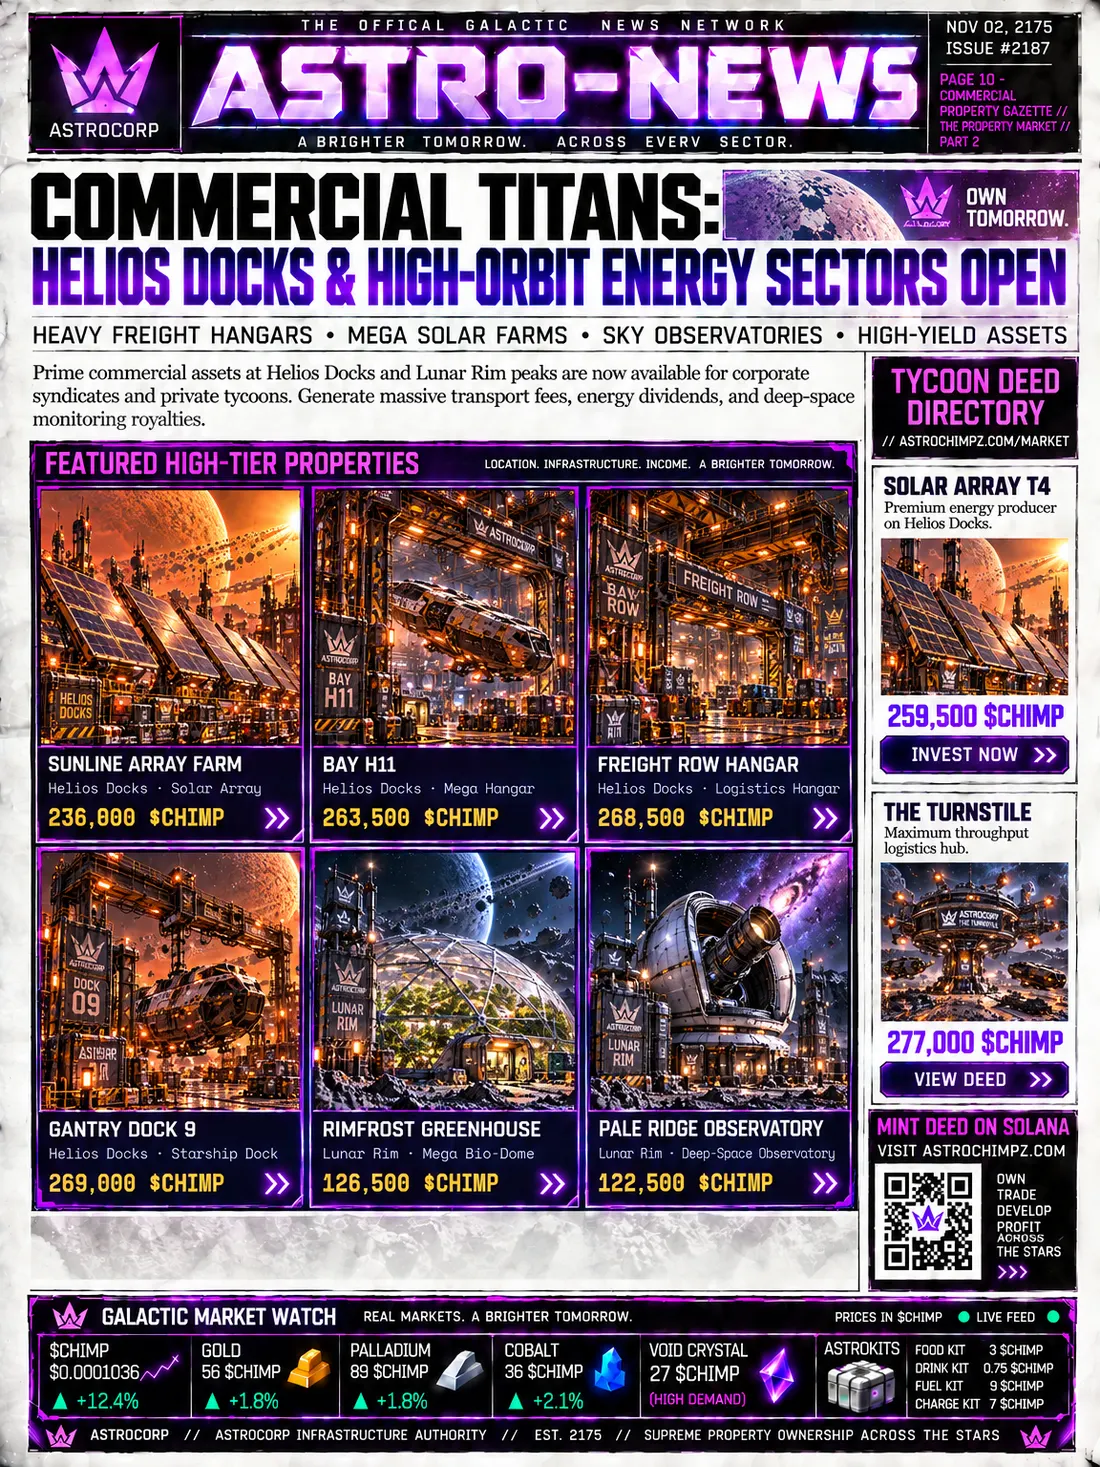 THE OFFICAL GALACTIC NEWS NETWORK
ASTRO-NEWS
A BRIGHTER TOMORROW. ACROSS EVERV SECTOR.
ASTROCORP
NOV 02, 2175
ISSUE #2187
PAGE 10 -
COMMERCIAL
PROPERTY GAZETTE //
THE PROPERTY MARKET //
PART 2
COMMERCIAL TITANS:
OWN
TOMORROW.
HELIOS DOCKS & HIGH-ORBIT ENERGY SECTORS OPEN
HEAVY FREIGHT HANGARS • MEGA SOLAR FARMS • SKY OBSERVATORIES • HIGH-YIELD ASSETS
Prime commercial assets at Helios Docks and Lunar Rim peaks are now available for corporate
syndicates and private tycoons. Generate massive transport fees, energy dividends, and deep-space
monitoring royalties.
FEATURED HIGH-TIER PROPERTIES
LOCATION. INFRASTRUCTURE. INCOME. A BRIGHTER TOMORROW.
HELIOS
DOCKS
SUNLINE ARRAY FARM
Helios Docks · Solar Array
236,000 $CHIMP
ASTROCORP
ASTROCORP
BAY
H11
BAY H11
Helios Docks · Mega Hangar
263,500 $CHIMP
ASTROCORP
BAY
ROW
FREIGHT ROW
FREIGHT ROW HANGAR
Helios Docks · Logistics Hangar
268,500 $CHIMP
ASTROCORP
DOCK
09
GANTRY DOCK 9
Helios Docks · Starship Dock
269,000 $CHIMP
ASTROCORP
LUNAR
RIM
RIMFROST GREENHOUSE
Lunar Rim · Mega Bio-Dome
126,500 $CHIMP
ASTROCORP
LUNAR
RIM
PALE RIDGE OBSERVATORY
Lunar Rim · Deep-Space Observatory
122,500 $CHIMP
TYCOON DEED
DIRECTORY
// ASTROCHIMPZ.COM/MARKET
SOLAR ARRAY T4
Premium energy producer
on Helios Docks.
259,500 $CHIMP
INVEST NOW
THE TURNSTILE
Maximum throughput
logistics hub.
ASTROCORP
THE TURNSTILE
277,000 $CHIMP
VIEW DEED
MINT DEED ON SOLANA
VISIT ASTROCHIMPZ.COM
OWN
TRADE
DEVELOP
PROFIT
ACROSS
THE STARS
GALACTIC MARKET WATCH
REAL MARKETS. A BRIGHTER TOMORROW.
PRICES IN $CHIMP
LIVE FEED
$CHIMP
$0.0001036
▲ +12.4%
GOLD
56 $CHIMP
▲ +1.8%
PALLADIUM
89 $CHIMP
▲ +1.8%
COBALT
36 $CHIMP
▲ +2.1%
VOID CRYSTAL
27 $CHIMP
(HIGH DEMAND)
ASTROKITS
FOOD KIT 3 $CHIMP
DRINK KIT 0.75 $CHIMP
FUEL KIT 9 $CHIMP
CHARGE KIT 7 $CHIMP
ASTROCORP // ASTROCORP INFRASTRUCTURE AUTHORITY // EST. 2175 // SUPREME PROPERTY OWNERSHIP ACROSS THE STARS